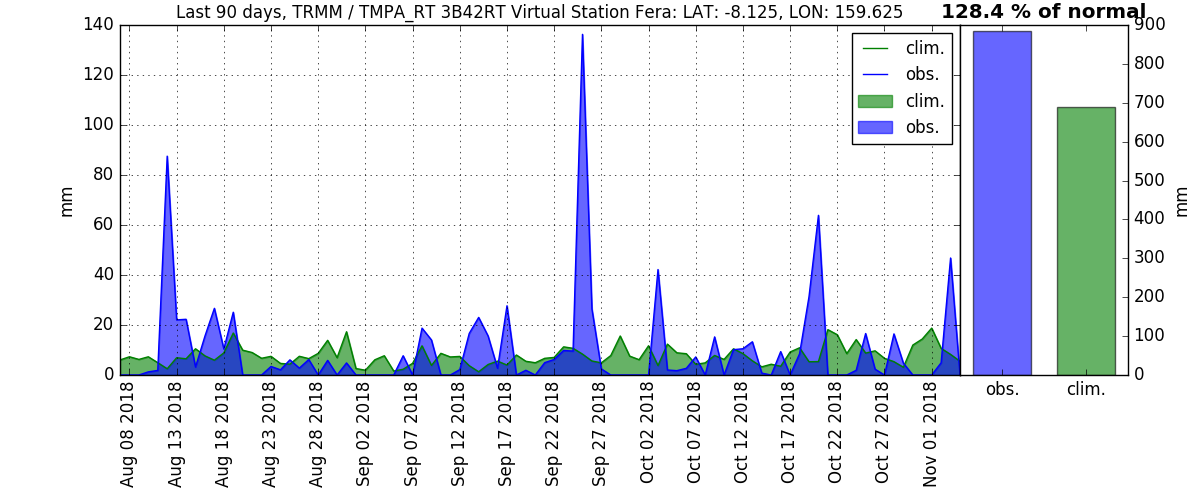 Last 90 days, TRMM / TMPA_RT 3B42RT Virtual Station Fera: LAT: -8.125, LON: 159.625
128.4 % of normal
140
120
100
80
60
40
20
0
mm
clim.
obs.
clim.
obs.
900
800
700
600
500
400
300
200
100
0
mm
Aug 08 2018
Aug 13 2018
Aug 18 2018
Aug 23 2018
Aug 28 2018
Sep 02 2018
Sep 07 2018
Sep 12 2018
Sep 17 2018
Sep 22 2018
Sep 27 2018
Oct 02 2018
Oct 07 2018
Oct 12 2018
Oct 17 2018
Oct 22 2018
Oct 27 2018
Nov 01 2018
obs.
clim.